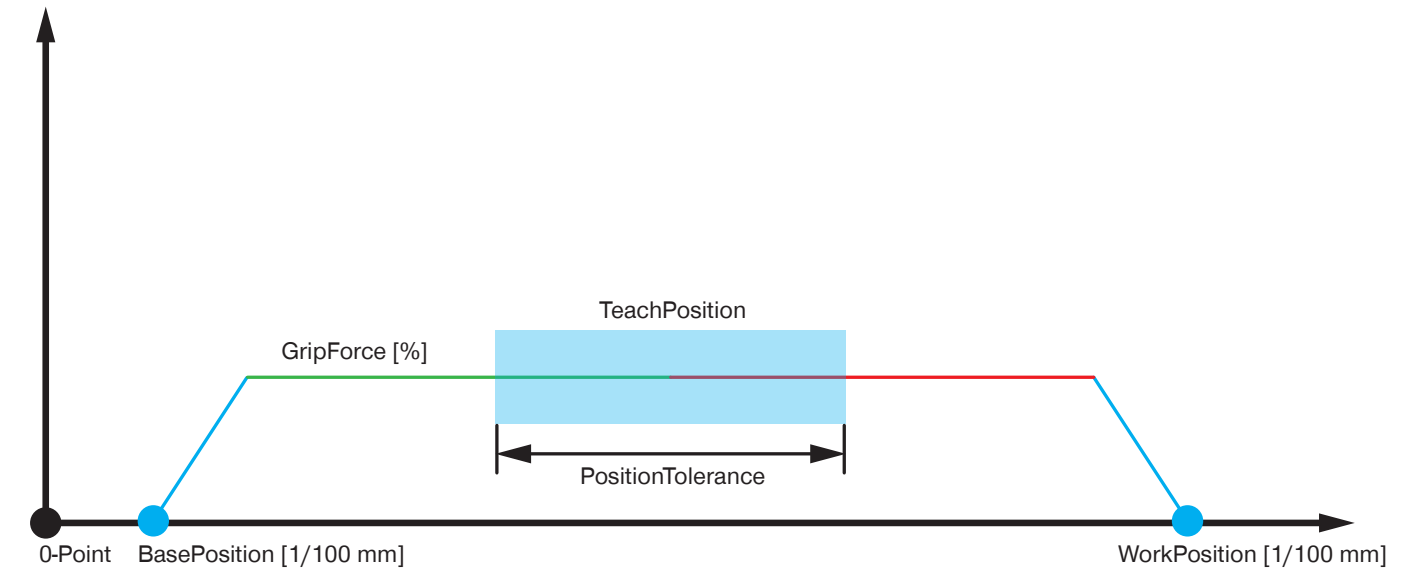 TeachPosition
GripForce [%]
PositionTolerance
0-Point
BasePosition [1/100 mm]
WorkPosition [1/100 mm]